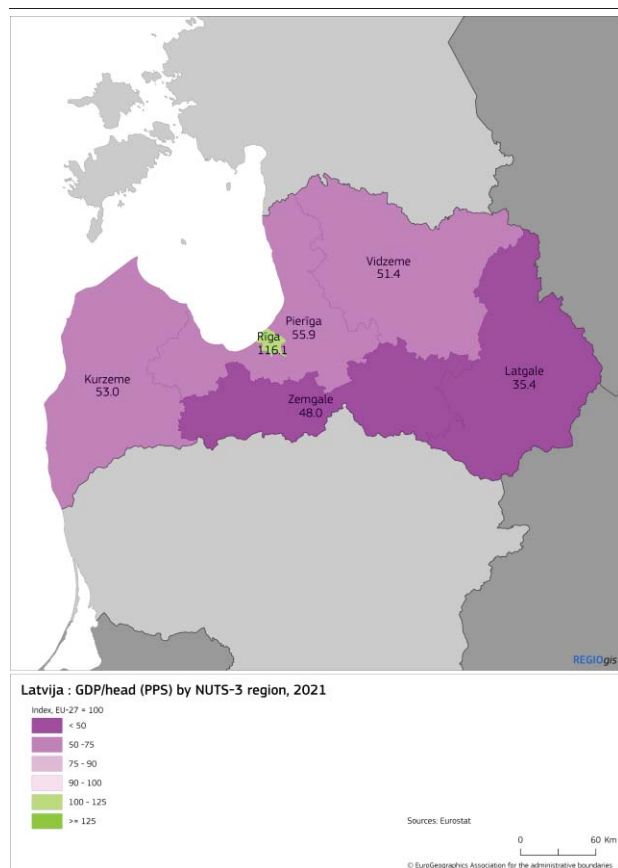 Vidzeme
51.4
Pierīga
55.9
Rīga
116.1
Kurzeme
53.0
Latgale
35.4
Zemgale
48.0
REGIOgis
Latvija : GDP/head (PPS) by NUTS-3 region, 2021
Index, EU-27 = 100
< 50
50 -75
75 - 90
90 - 100
100 - 125
>= 125
Sources: Eurostat
0 60 Km
© EuroGeographics Association for the administrative boundaries